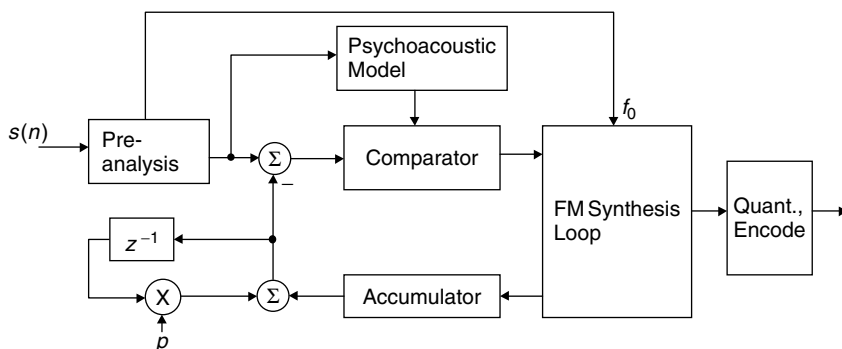 Psychoacoustic
Model
f₀
s(n)
Pre-
analysis
Σ
Comparator
−
FM Synthesis
Loop
Quant.,
Encode
z⁻¹
X
Σ
Accumulator
p